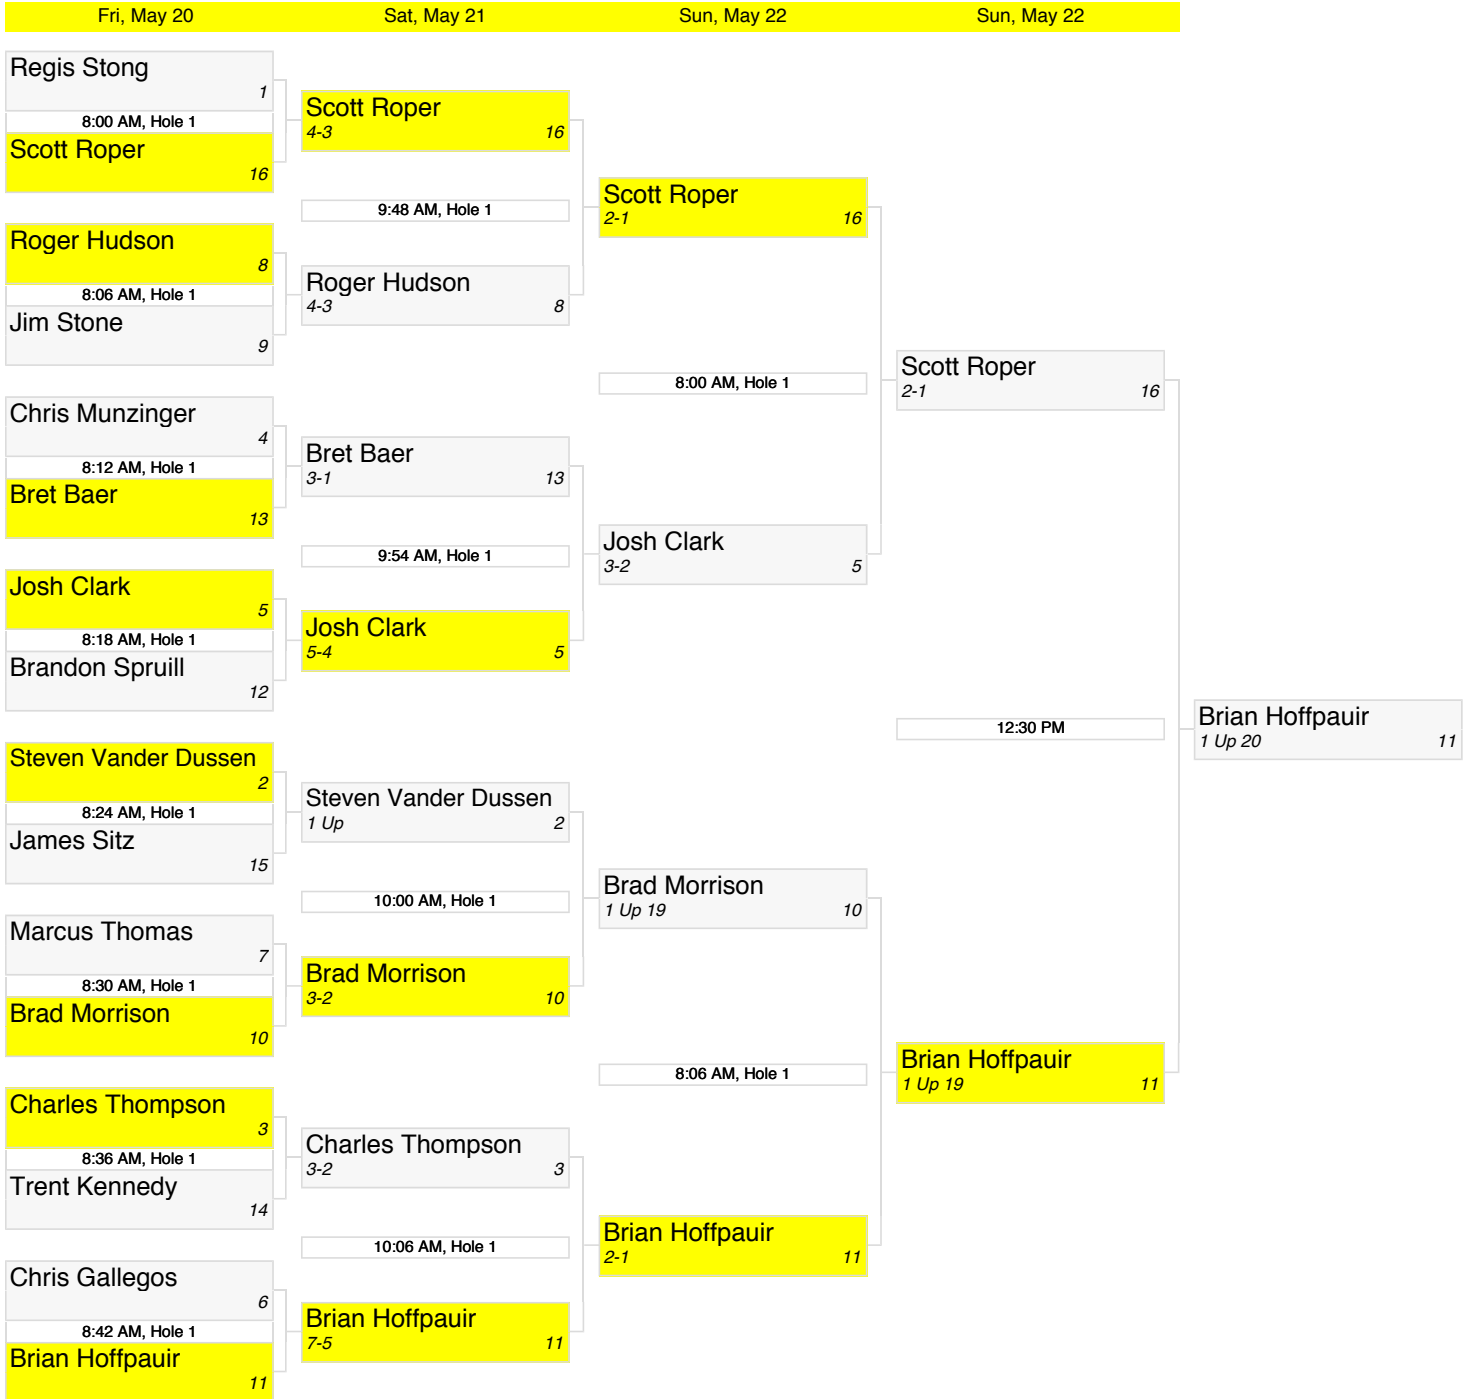 Fri, May 20
Sat, May 21
Sun, May 22
Sun, May 22
Regis Stong
1
8:00 AM, Hole 1
Scott Roper
16
Roger Hudson
8
8:06 AM, Hole 1
Jim Stone
9
Chris Munzinger
4
8:12 AM, Hole 1
Bret Baer
13
Josh Clark
5
8:18 AM, Hole 1
Brandon Spruill
12
Steven Vander Dussen
2
8:24 AM, Hole 1
James Sitz
15
Marcus Thomas
7
8:30 AM, Hole 1
Brad Morrison
10
Charles Thompson
3
8:36 AM, Hole 1
Trent Kennedy
14
Chris Gallegos
6
8:42 AM, Hole 1
Brian Hoffpauir
11
Scott Roper
4-3 16
9:48 AM, Hole 1
Roger Hudson
4-3 8
Bret Baer
3-1 13
9:54 AM, Hole 1
Josh Clark
5-4 5
Steven Vander Dussen
1 Up 2
10:00 AM, Hole 1
Brad Morrison
3-2 10
Charles Thompson
3-2 3
10:06 AM, Hole 1
Brian Hoffpauir
7-5 11
Scott Roper
2-1 16
8:00 AM, Hole 1
Josh Clark
3-2 5
Brad Morrison
1 Up 19 10
8:06 AM, Hole 1
Brian Hoffpauir
2-1 11
Scott Roper
2-1 16
12:30 PM
Brian Hoffpauir
1 Up 19 11
Brian Hoffpauir
1 Up 20 11